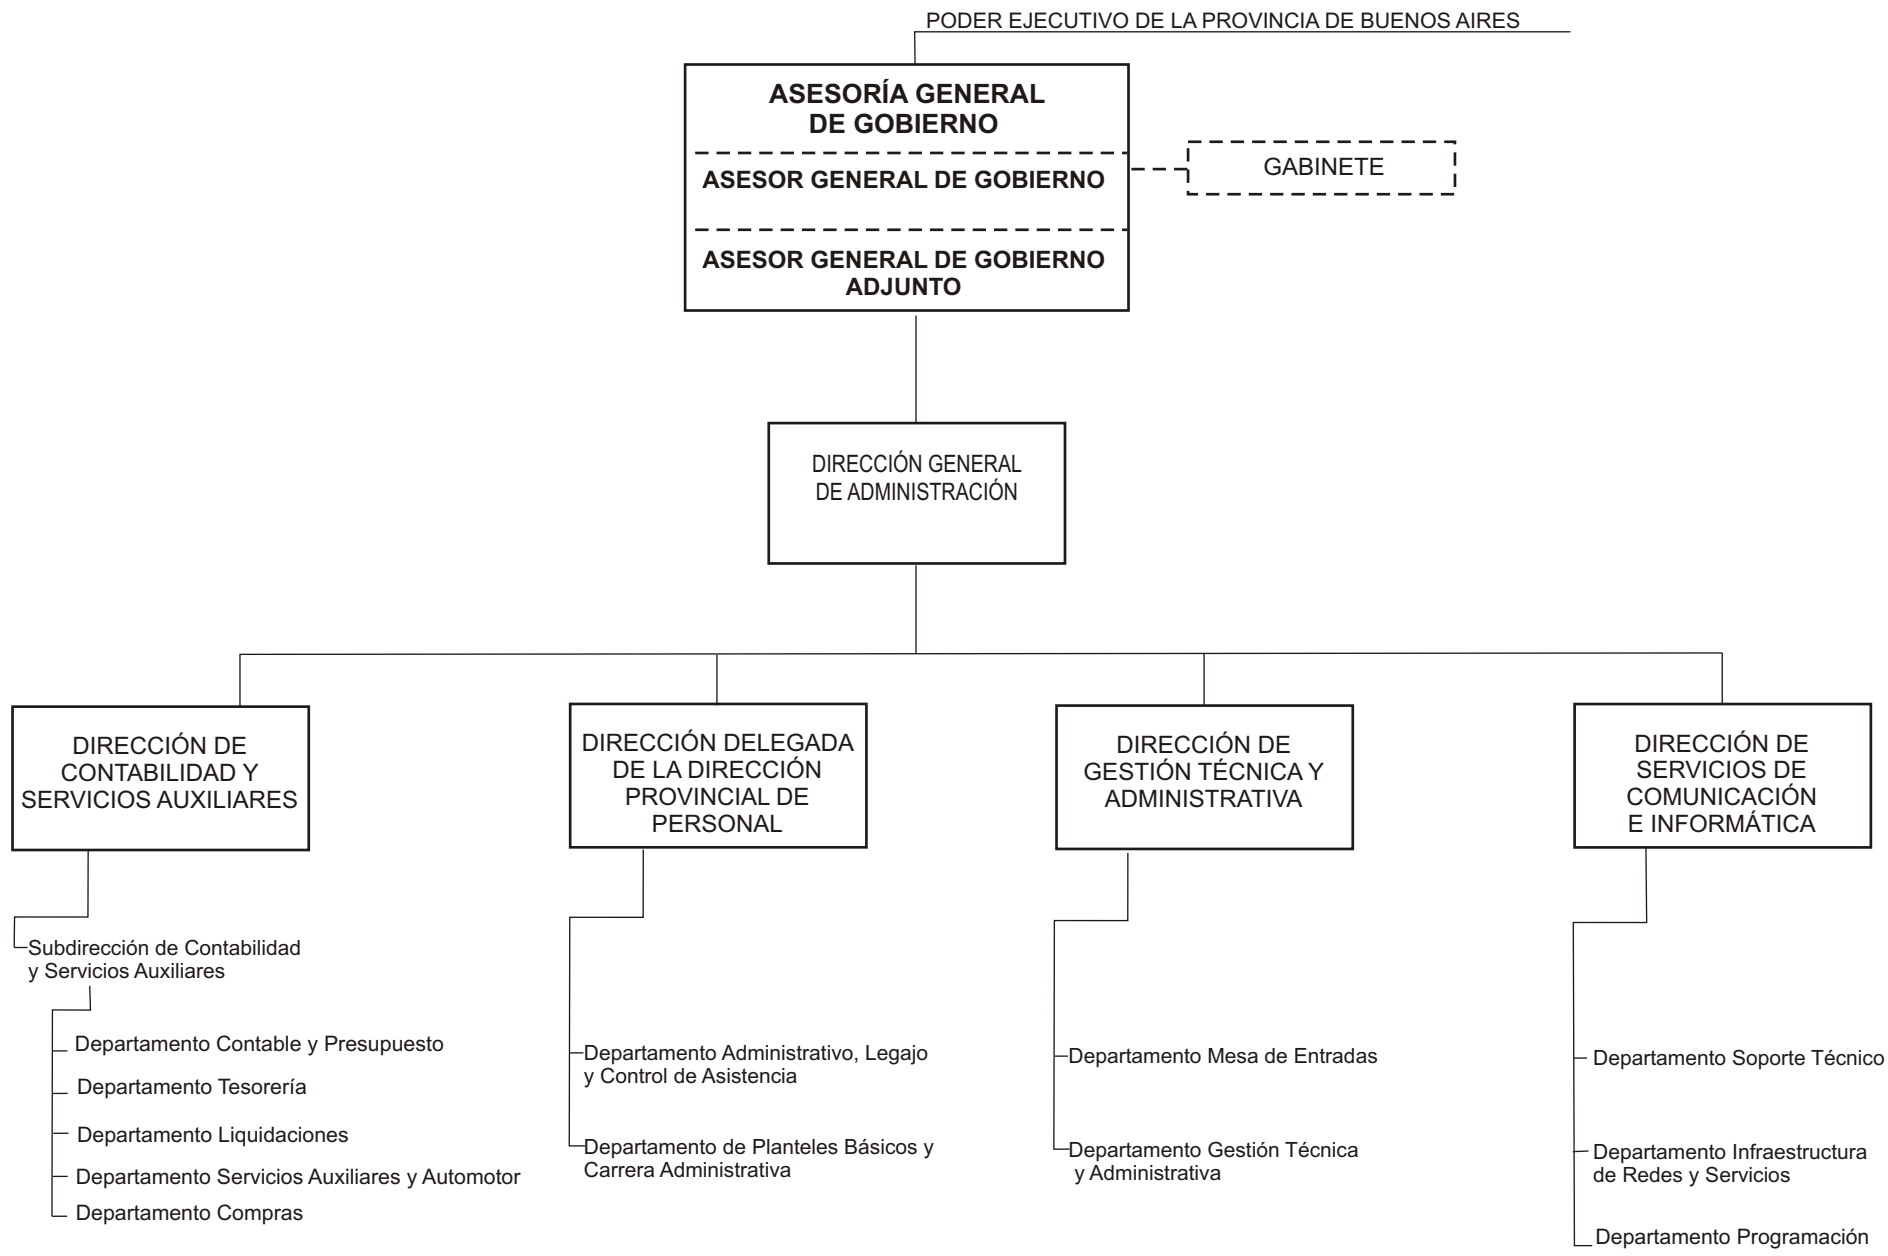 PODER EJECUTIVO DE LA PROVINCIA DE BUENOS AIRES
ASESORÍA GENERAL
DE GOBIERNO
ASESOR GENERAL DE GOBIERNO
GABINETE
ASESOR GENERAL DE GOBIERNO
ADJUNTO
DIRECCIÓN GENERAL
DE ADMINISTRACIÓN
DIRECCIÓN DE
CONTABILIDAD Y
SERVICIOS AUXILIARES
Subdirección de Contabilidad
y Servicios Auxiliares
Departamento Contable y Presupuesto
Departamento Tesorería
Departamento Liquidaciones
Departamento Servicios Auxiliares y Automotor
Departamento Compras
DIRECCIÓN DELEGADA
DE LA DIRECCIÓN
PROVINCIAL DE
PERSONAL
Departamento Administrativo, Legajo
y Control de Asistencia
Departamento de Planteles Básicos y
Carrera Administrativa
DIRECCIÓN DE
GESTIÓN TÉCNICA Y
ADMINISTRATIVA
Departamento Mesa de Entradas
Departamento Gestión Técnica
y Administrativa
DIRECCIÓN DE
SERVICIOS DE
COMUNICACIÓN
E INFORMÁTICA
Departamento Soporte Técnico
Departamento Infraestructura
de Redes y Servicios
Departamento Programación